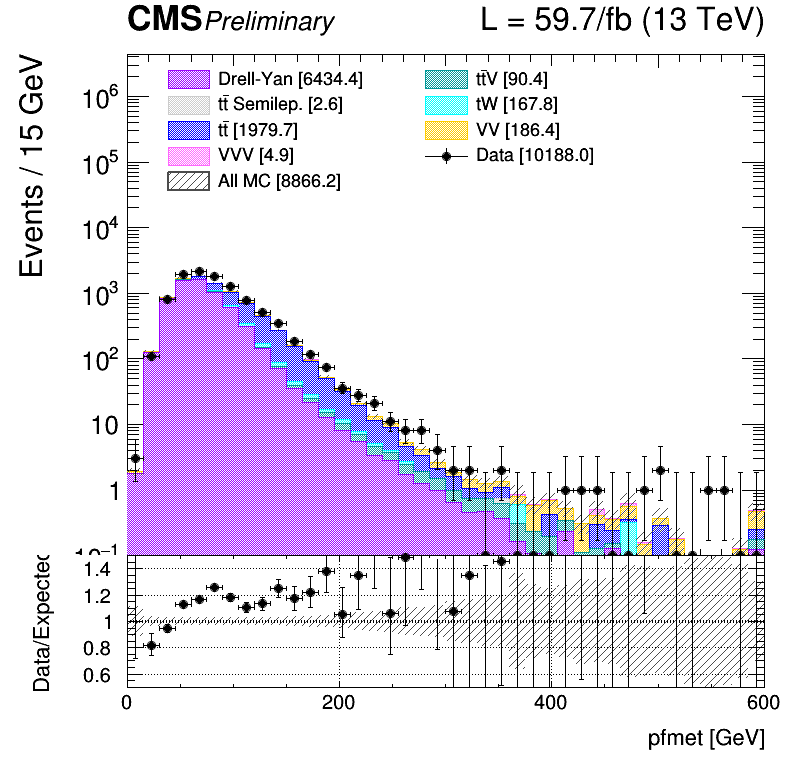 CMS Preliminary L = 59.7/fb (13 TeV)
Events / 15 GeV
Drell-Yan [6434.4]
tt̄ Semilep. [2.6]
tt̄ [1979.7]
VVV [4.9]
All MC [8866.2]
tt̄V [90.4]
tW [167.8]
VV [186.4]
Data [10188.0]
10⁶
10⁵
10⁴
10³
10²
10
1
10⁻¹
Data/Expected
1.4
1.2
1
0.8
0.6
0 200 400 600
pfmet [GeV]